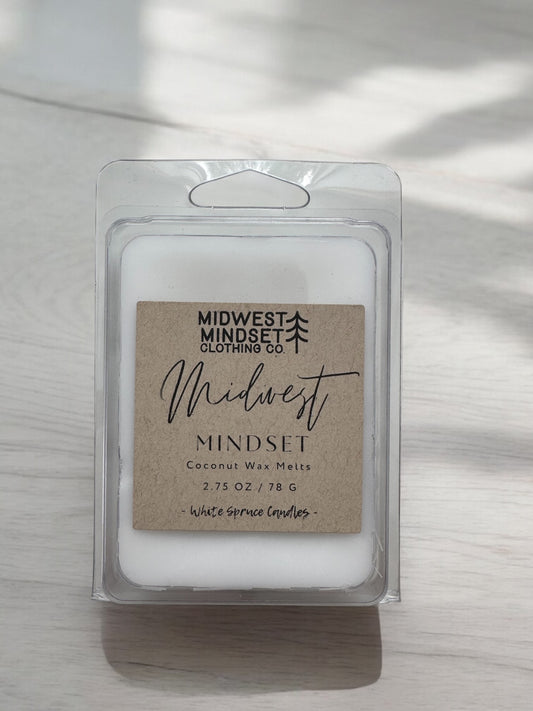 MIDWEST
MINDSET
CLOTHING CO.
Midwest
MINDSET
Coconut Wax Melts
2.75 OZ / 78 G
- White Spruce Candles -